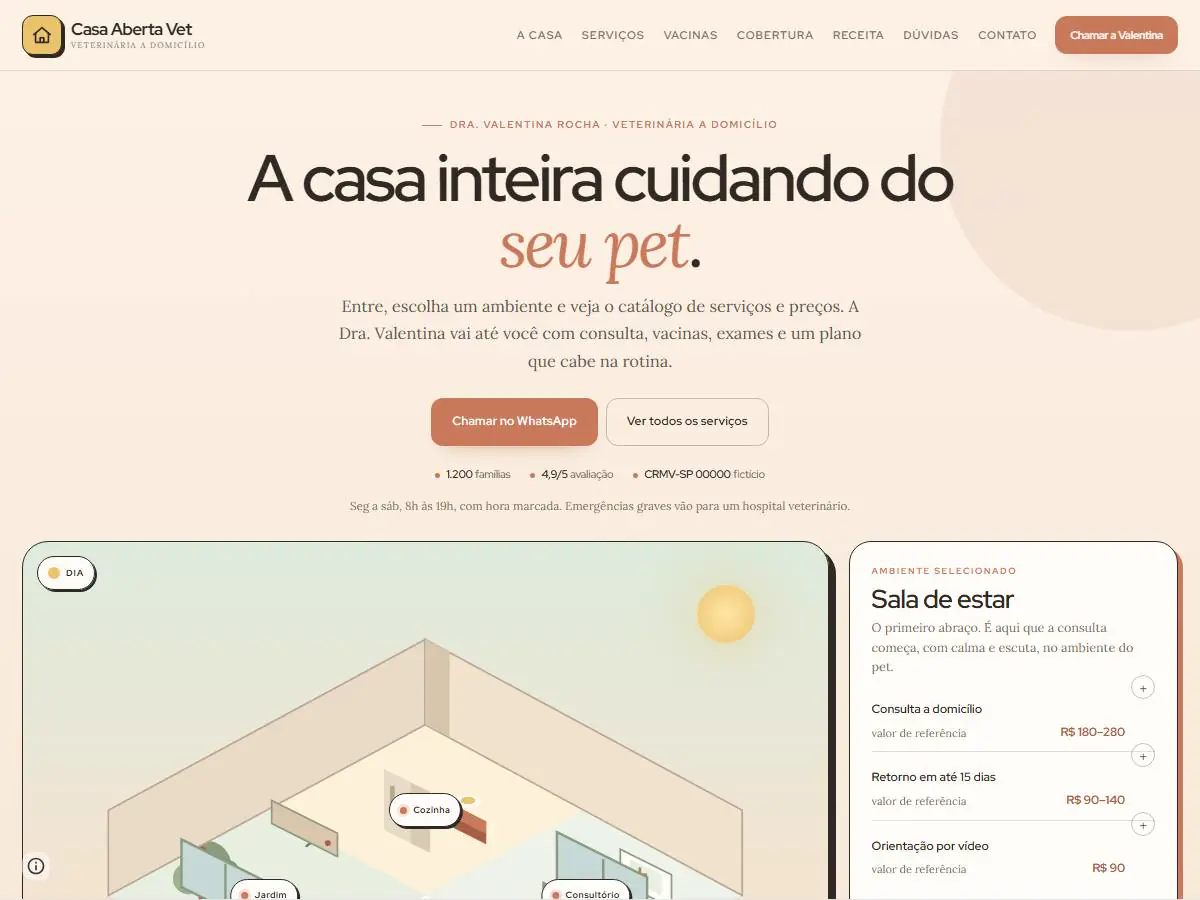 Casa Aberta Vet
VETERINÁRIA A DOMICÍLIO
A CASA
SERVIÇOS
VACINAS
COBERTURA
RECEITA
DÚVIDAS
CONTATO
Chamar a Valentina
DRA. VALENTINA ROCHA · VETERINÁRIA A DOMICÍLIO
A casa inteira cuidando do
seu pet.
Entre, escolha um ambiente e veja o catálogo de serviços e preços. A
Dra. Valentina vai até você com consulta, vacinas, exames e um plano
que cabe na rotina.
Chamar no WhatsApp
Ver todos os serviços
1.200 famílias
4,9/5 avaliação
CRMV-SP 00000 fictício
Seg a sáb, 8h às 19h, com hora marcada. Emergências graves vão para um hospital veterinário.
DIA
Cozinha
Jardim
Consultório
AMBIENTE SELECIONADO
Sala de estar
O primeiro abraço. É aqui que a consulta
começa, com calma e escuta, no ambiente do
pet.
+
Consulta a domicílio
valor de referência
R$ 180–280
+
Retorno em até 15 dias
valor de referência
R$ 90–140
+
Orientação por vídeo
valor de referência
R$ 90